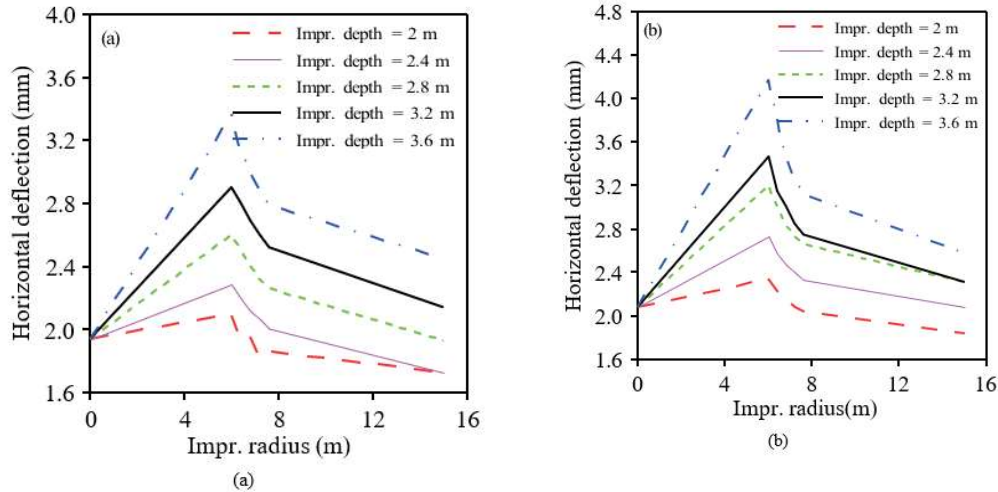 4.0
3.6
3.2
2.8
2.4
2.0
1.6
0
4
8
12
16
Horizontal deflection (mm)
Impr. radius (m)
(a)
Impr. depth = 2 m
Impr. depth = 2.4 m
Impr. depth = 2.8 m
Impr. depth = 3.2 m
Impr. depth = 3.6 m
(a)
4.8
4.4
4.0
3.6
3.2
2.8
2.4
2.0
1.6
0
4
8
12
16
Horizontal deflection (mm)
Impr. radius(m)
(b)
Impr. depth = 2 m
Impr. depth = 2.4 m
Impr. depth = 2.8 m
Impr. depth = 3.2 m
Impr. depth = 3.6 m
(b)